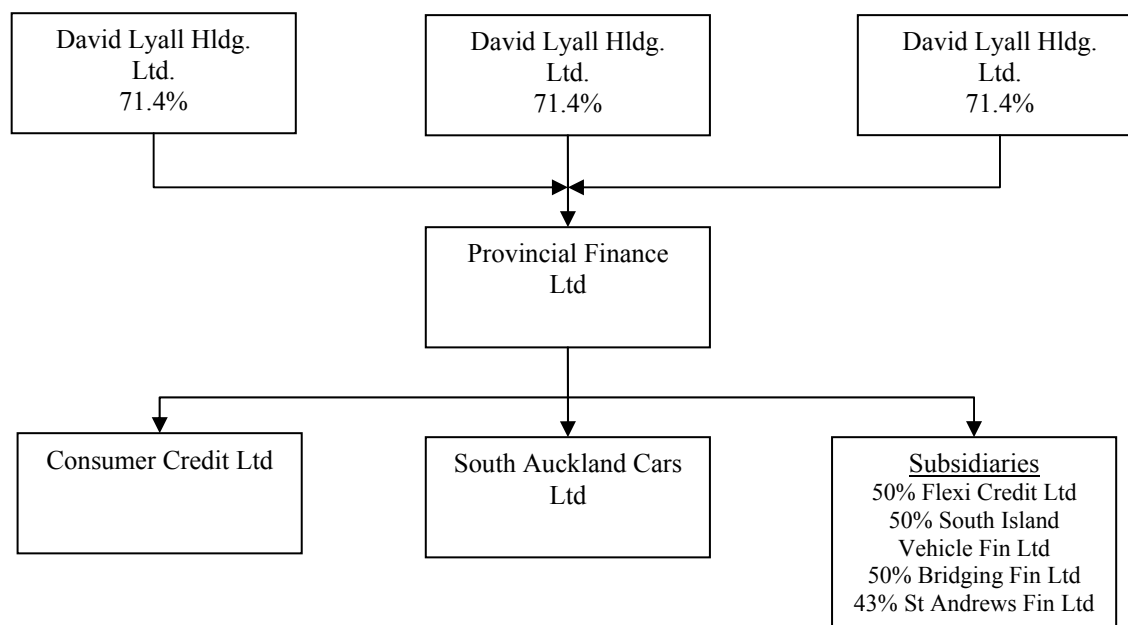 David Lyall Hldg.
Ltd.
71.4%
David Lyall Hldg.
Ltd.
71.4%
David Lyall Hldg.
Ltd.
71.4%
Provincial Finance
Ltd
Consumer Credit Ltd
South Auckland Cars
Ltd
Subsidiaries
50% Flexi Credit Ltd
50% South Island
Vehicle Fin Ltd
50% Bridging Fin Ltd
43% St Andrews Fin Ltd